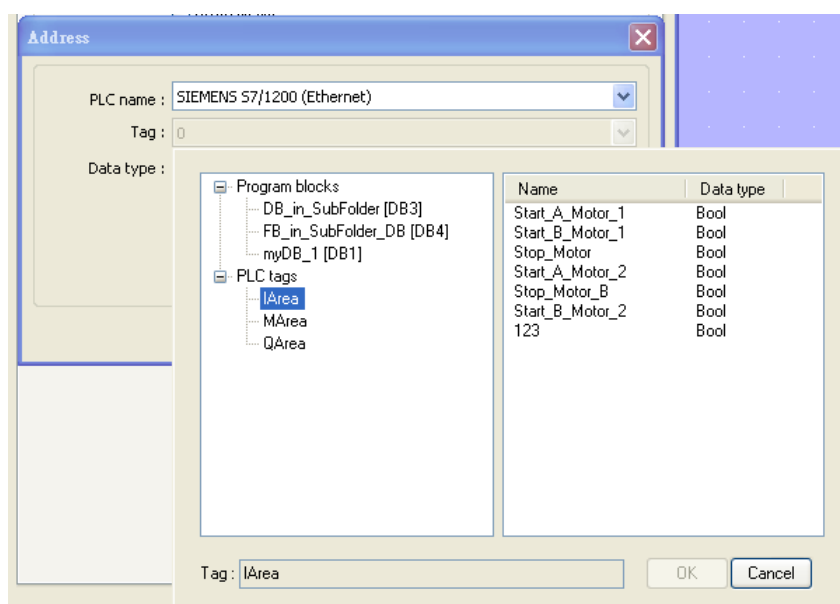 Address
PLC name : SIEMENS S7/1200 (Ethernet)
Tag : 0
Data type :
Program blocks
DB_in_SubFolder [DB3]
FB_in_SubFolder_DB [DB4]
myDB_1 [DB1]
PLC tags
IArea
MArea
QArea
Name Data type
Start_A_Motor_1 Bool
Start_B_Motor_1 Bool
Stop_Motor Bool
Start_A_Motor_2 Bool
Stop_Motor_B Bool
Start_B_Motor_2 Bool
123 Bool
Tag : IArea
OK Cancel